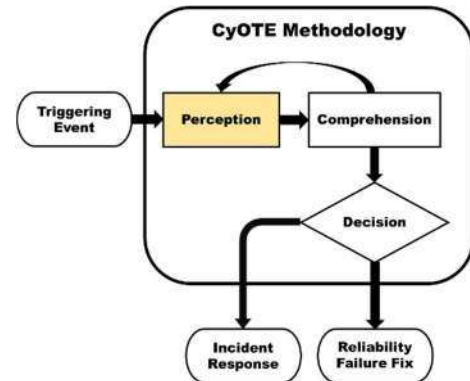 CyOTE Methodology
Triggering
Event
Perception
Comprehension
Decision
Incident
Response
Reliability
Failure Fix